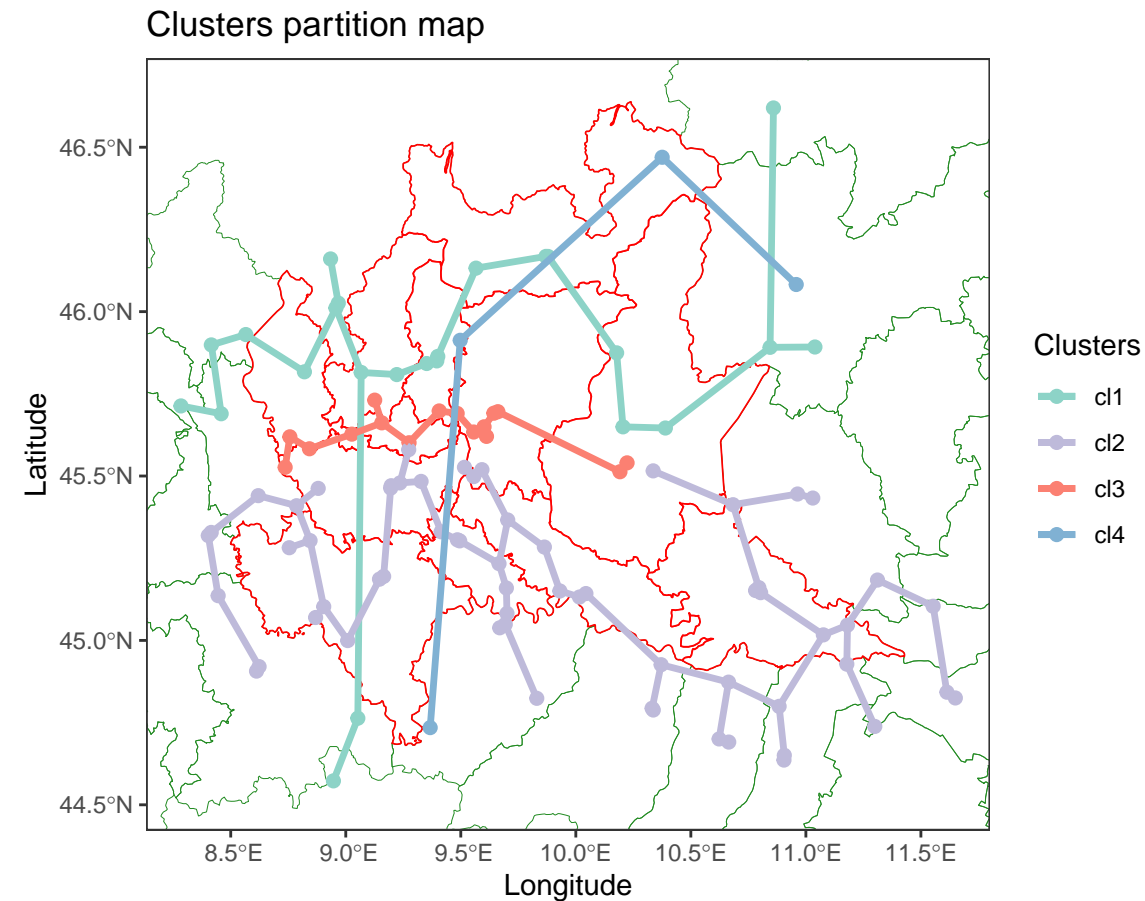 Clusters partition map
46.5°N
46.0°N
45.5°N
45.0°N
44.5°N
Latitude
8.5°E 9.0°E 9.5°E 10.0°E 10.5°E 11.0°E 11.5°E
Longitude
Clusters
cl1
cl2
cl3
cl4